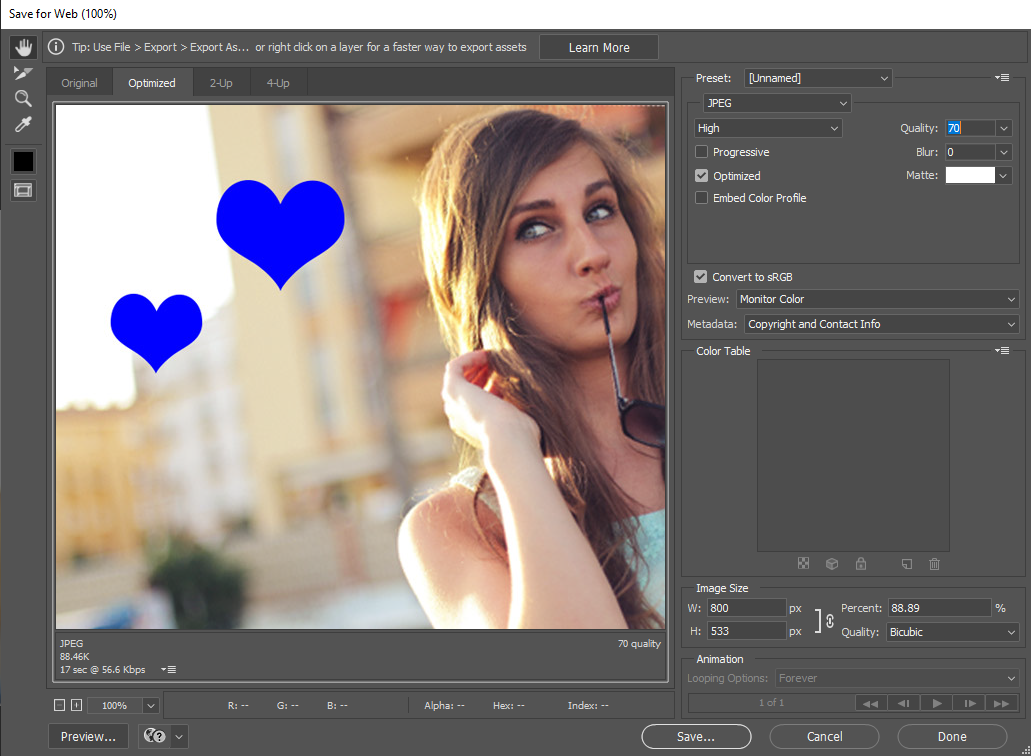 Save for Web (100%)
Tip: Use File > Export > Export As... or right click on a layer for a faster way to export assets
Learn More
Original
Optimized
2-Up
4-Up
Preset:
[Unnamed]
JPEG
High
Quality:
70
Progressive
Blur:
0
Optimized
Matte:
Embed Color Profile
Convert to sRGB
Preview:
Monitor Color
Metadata:
Copyright and Contact Info
Color Table
Image Size
W:
800
px
Percent:
88.89
%
H:
533
px
Quality:
Bicubic
Animation
Looping Options:
Forever
1 of 1
JPEG
70 quality
88.46K
17 sec @ 56.6 Kbps
100%
R: --
G: --
B: --
Alpha: --
Hex: --
Index: --
Preview...
Save...
Cancel
Done